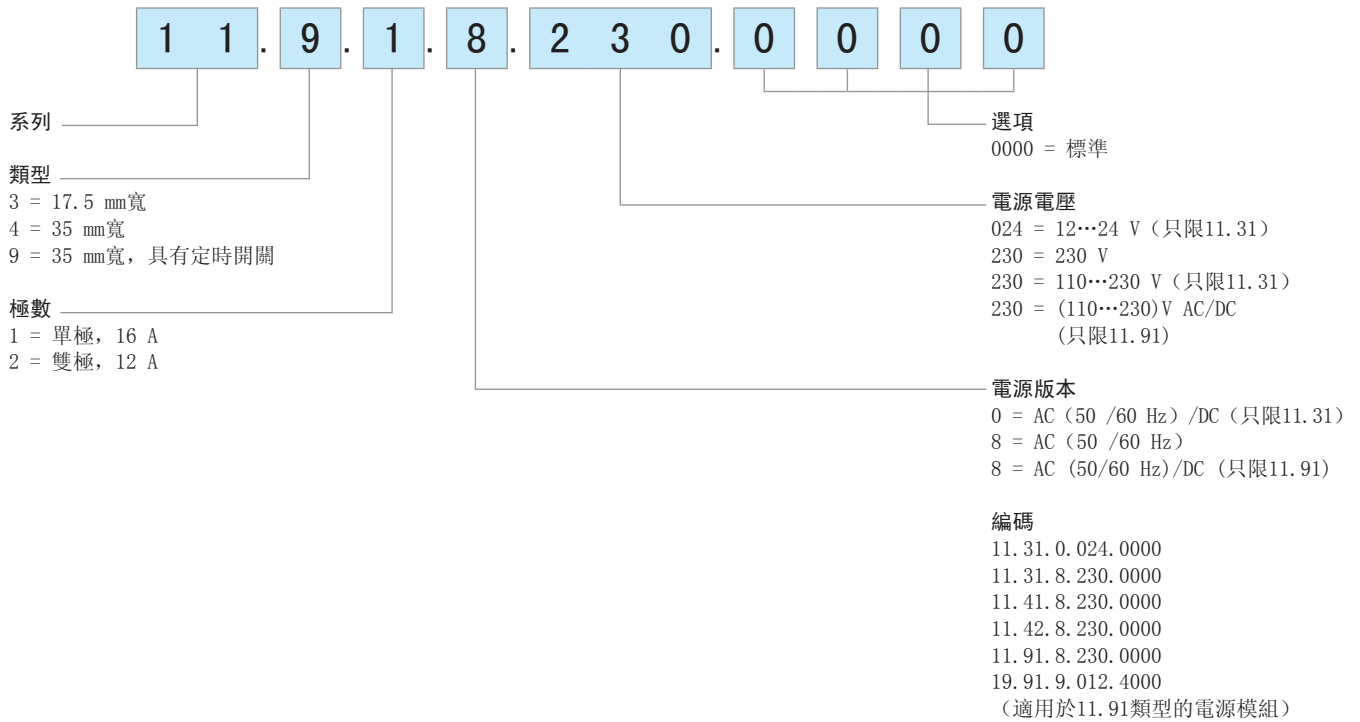 1 1.9.1.8.2 3 0.0 0 0 0
系列
類型
3 = 17.5 mm寬
4 = 35 mm寬
9 = 35 mm寬，具有定時開關
極數
1 = 單極，16 A
2 = 雙極，12 A
選項
0000 = 標準
電源電壓
024 = 12…24 V（只限11.31）
230 = 230 V
230 = 110…230 V（只限11.31）
230 = (110…230)V AC/DC
(只限11.91)
電源版本
0 = AC（50 /60 Hz）/DC（只限11.31）
8 = AC（50 /60 Hz）
8 = AC (50/60 Hz)/DC (只限11.91)
編碼
11.31.0.024.0000
11.31.8.230.0000
11.41.8.230.0000
11.42.8.230.0000
11.91.8.230.0000
19.91.9.012.4000
（適用於11.91類型的電源模組）